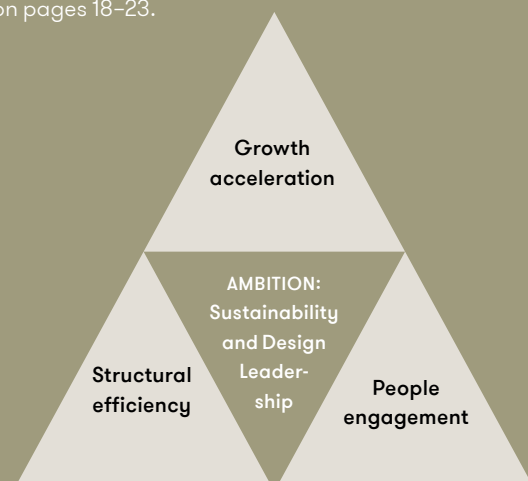 on pages 18–23.
Growth
acceleration
AMBITION:
Sustainability
and Design
Leader-
ship
Structural
efficiency
People
engagement